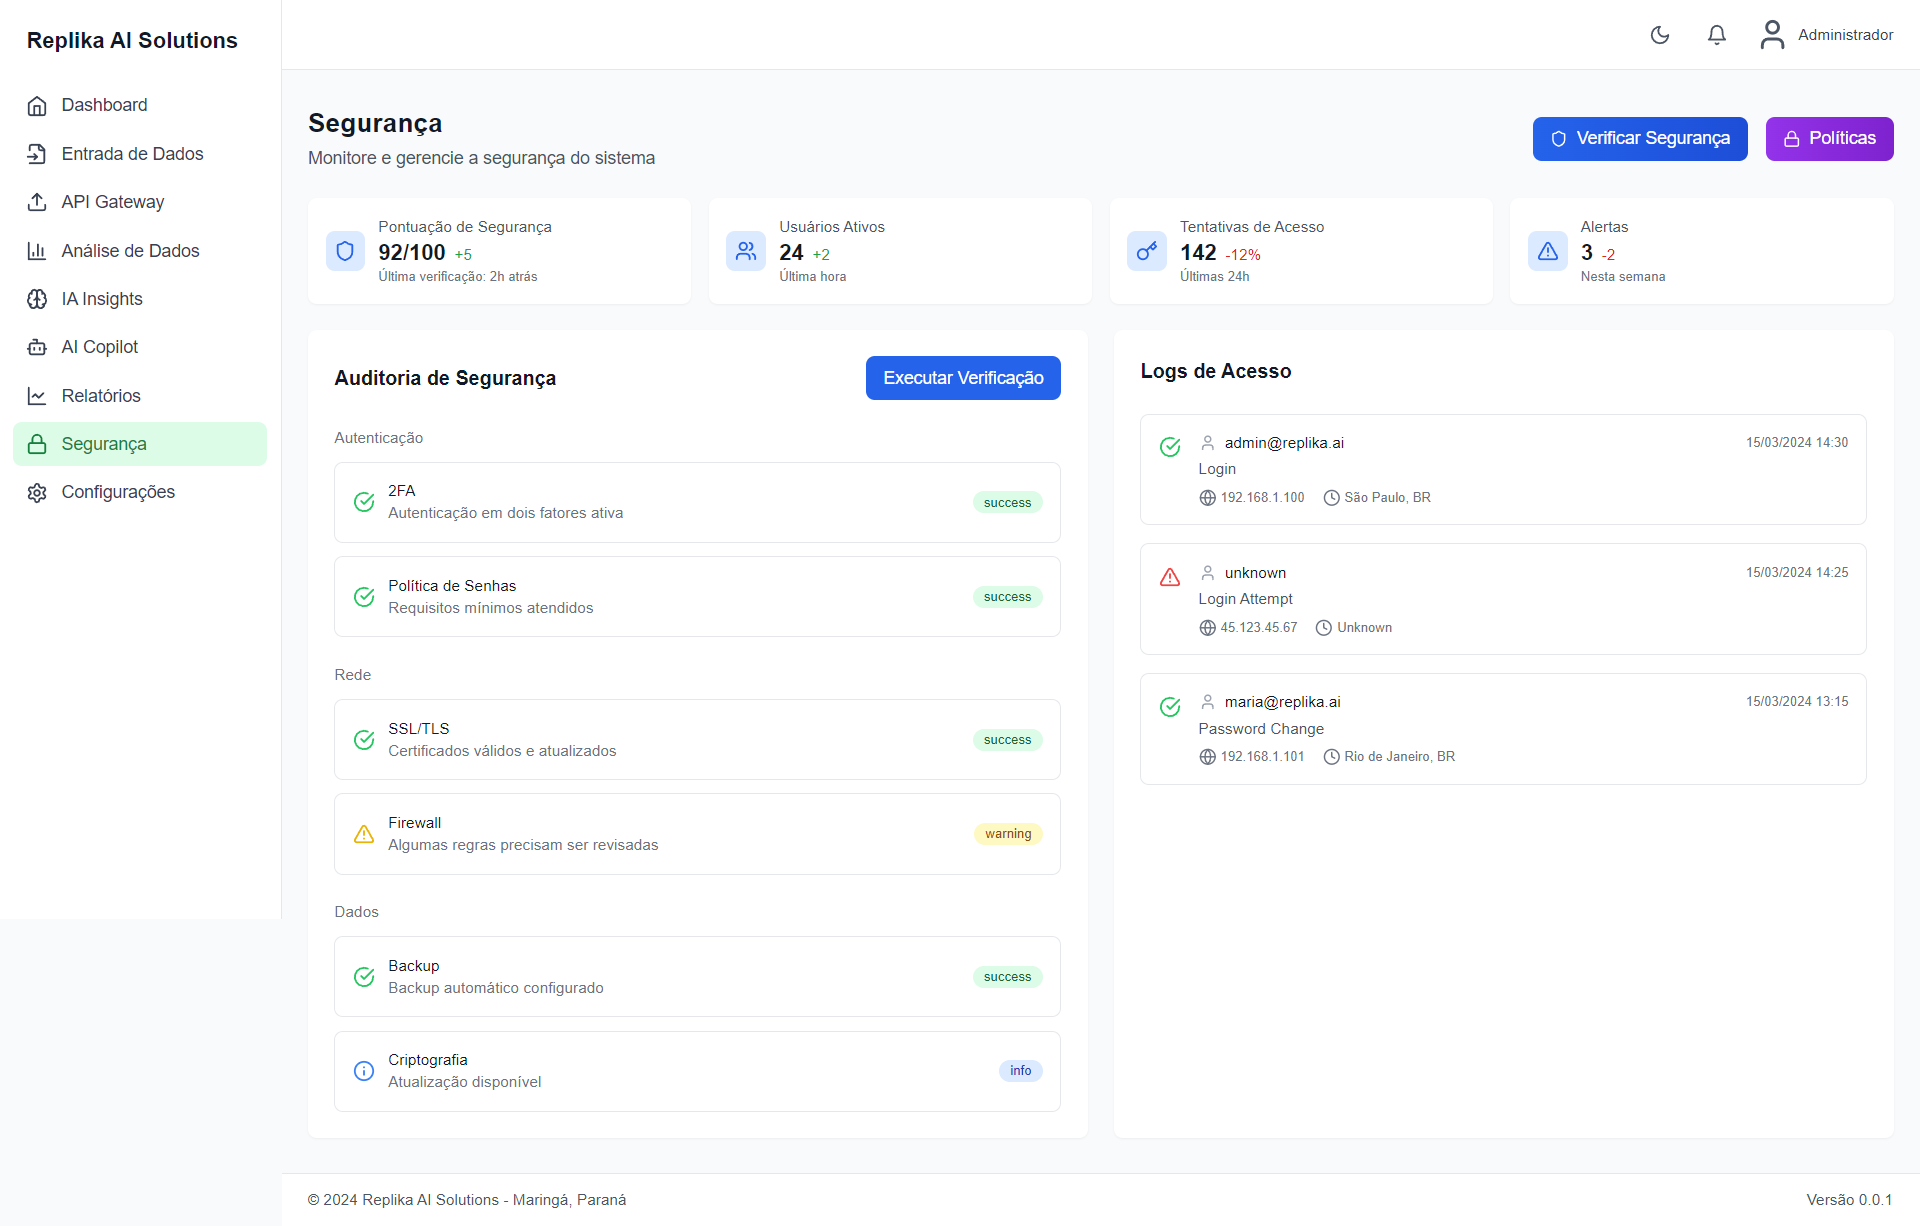 Replika AI Solutions
Dashboard
Entrada de Dados
API Gateway
Análise de Dados
IA Insights
AI Copilot
Relatórios
Segurança
Configurações
Administrador
Segurança
Monitore e gerencie a segurança do sistema
Verificar Segurança
Políticas
Pontuação de Segurança
92/100 +5
Última verificação: 2h atrás
Usuários Ativos
24 +2
Última hora
Tentativas de Acesso
142 -12%
Últimas 24h
Alertas
3 -2
Nesta semana
Auditoria de Segurança
Executar Verificação
Autenticação
2FA
Autenticação em dois fatores ativa
success
Política de Senhas
Requisitos mínimos atendidos
success
Rede
SSL/TLS
Certificados válidos e atualizados
success
Firewall
Algumas regras precisam ser revisadas
warning
Dados
Backup
Backup automático configurado
success
Criptografia
Atualização disponível
info
Logs de Acesso
admin@replika.ai 15/03/2024 14:30
Login
192.168.1.100 São Paulo, BR
unknown 15/03/2024 14:25
Login Attempt
45.123.45.67 Unknown
maria@replika.ai 15/03/2024 13:15
Password Change
192.168.1.101 Rio de Janeiro, BR
© 2024 Replika AI Solutions - Maringá, Paraná
Versão 0.0.1